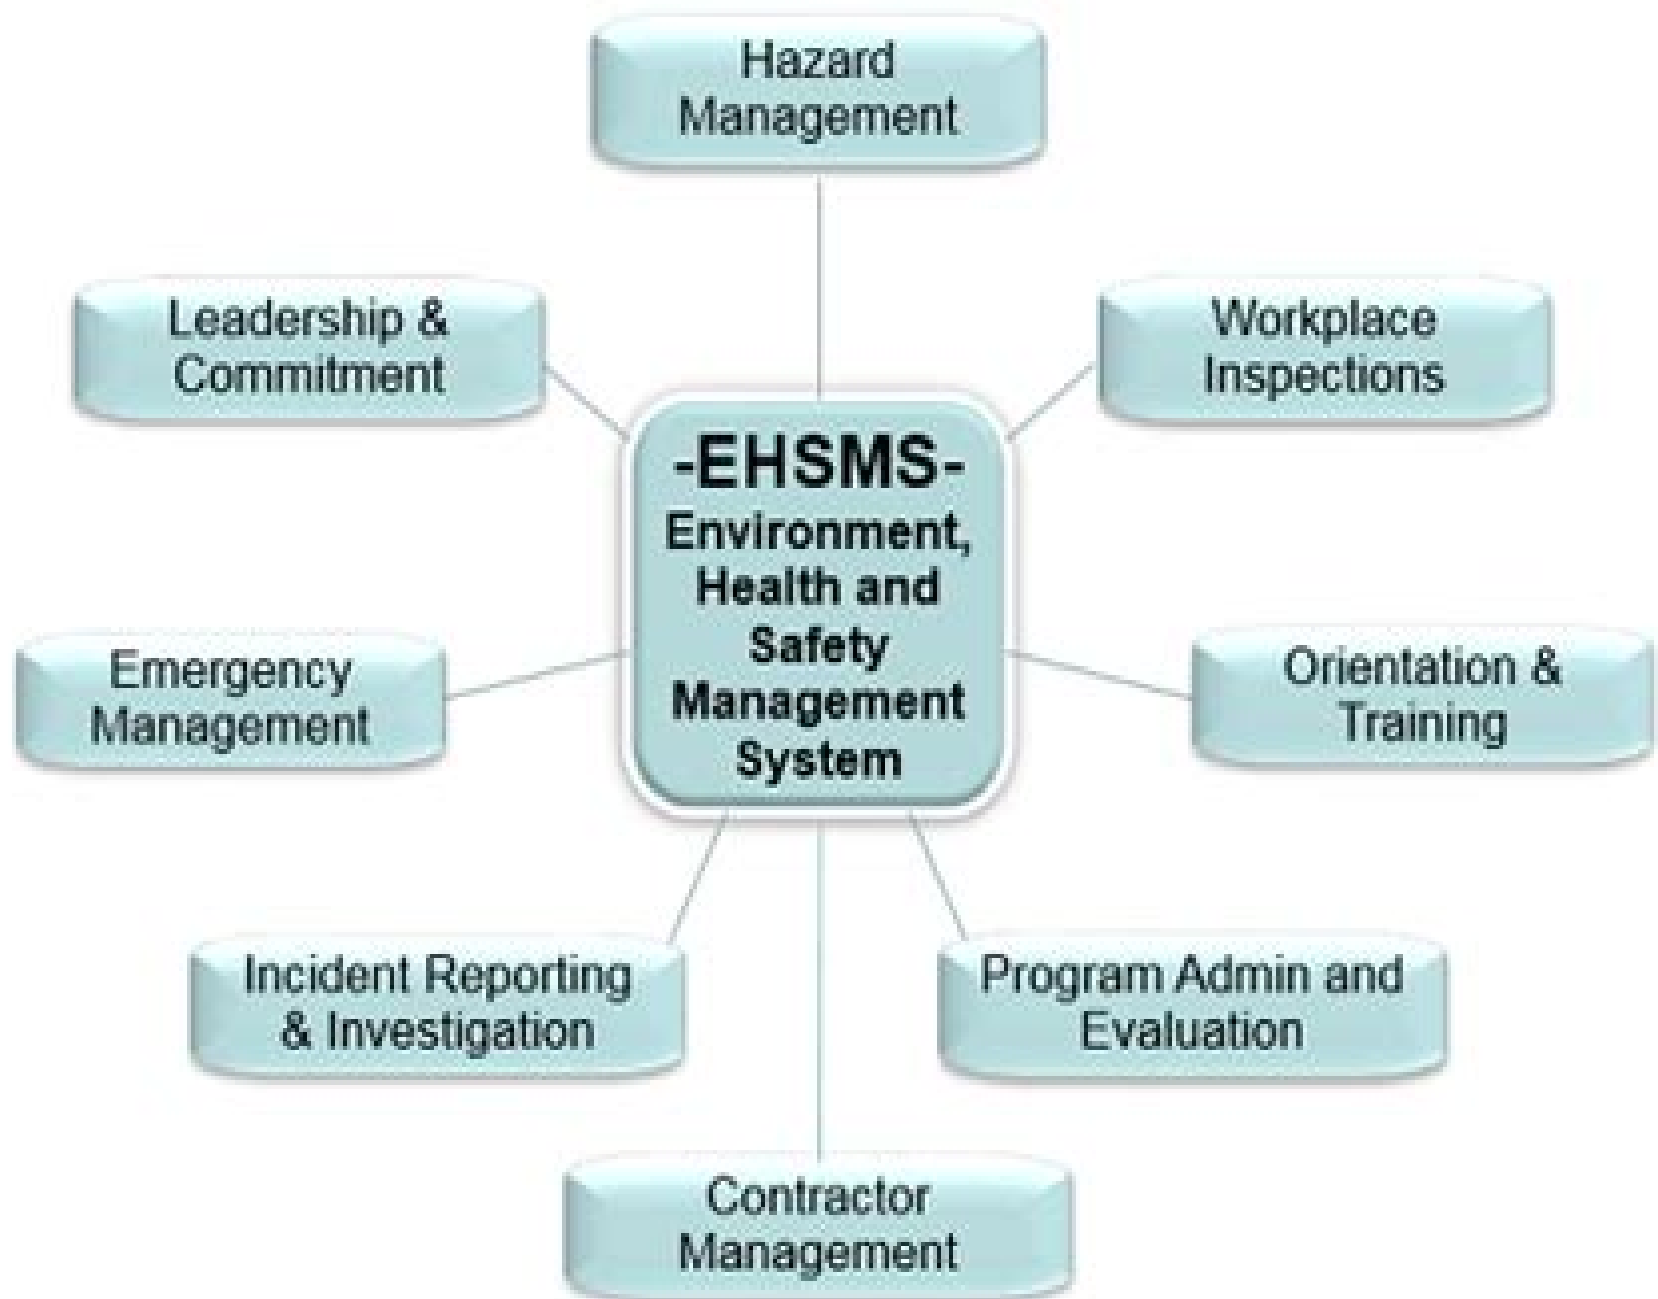 Hazard
Management
Leadership &
Commitment
Workplace
Inspections
-EHSMS-
Environment,
Health and
Safety
Management
System
Emergency
Management
Orientation &
Training
Incident Reporting
& Investigation
Program Admin and
Evaluation
Contractor
Management